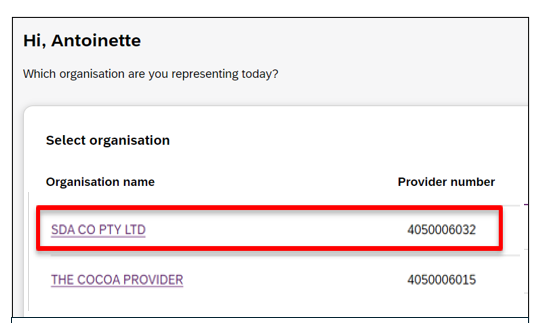 Hi, Antoinette
Which organisation are you representing today?
Select organisation
Organisation name Provider number
SDA CO PTY LTD 4050006032
THE COCOA PROVIDER 4050006015